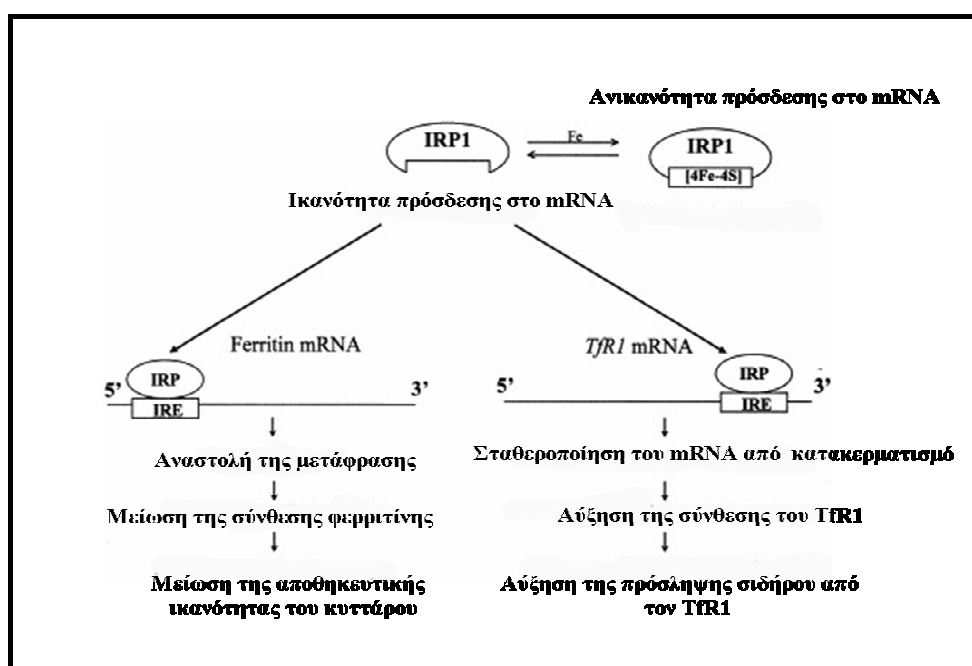 Ανικανότητα πρόσδεσης στο mRNA
IRP1
Fe
IRP1
[4Fe-4S]
Ικανότητα πρόσδεσης στο mRNA
Ferritin mRNA
TfR1 mRNA
5’
IRP
3’
IRE
5’
IRP
3’
IRE
Αναστολή της μετάφρασης
Σταθεροποίηση του mRNA από κατακερματισμό
Μείωση της σύνθεσης φερριτίνης
Αύξηση της σύνθεσης του TfR1
Μείωση της αποθηκευτικής
ικανότητας του κυττάρου
Αύξηση της πρόσληψης σιδήρου από
τον TfR1